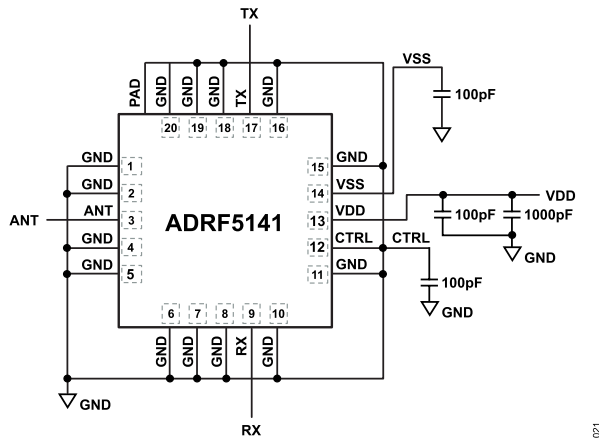 TX
VSS
100pF
PAD
GND
GND
GND
TX
GND
20
19
18
17
16
GND
1
15
GND
GND
2
14
VSS
ANT
ANT
3
ADRF5141
13
VDD
VDD
100pF
1000pF
GND
GND
4
12
CTRL
CTRL
GND
5
11
GND
100pF
GND
6
7
8
9
10
GND
GND
GND
RX
GND
GND
RX
021